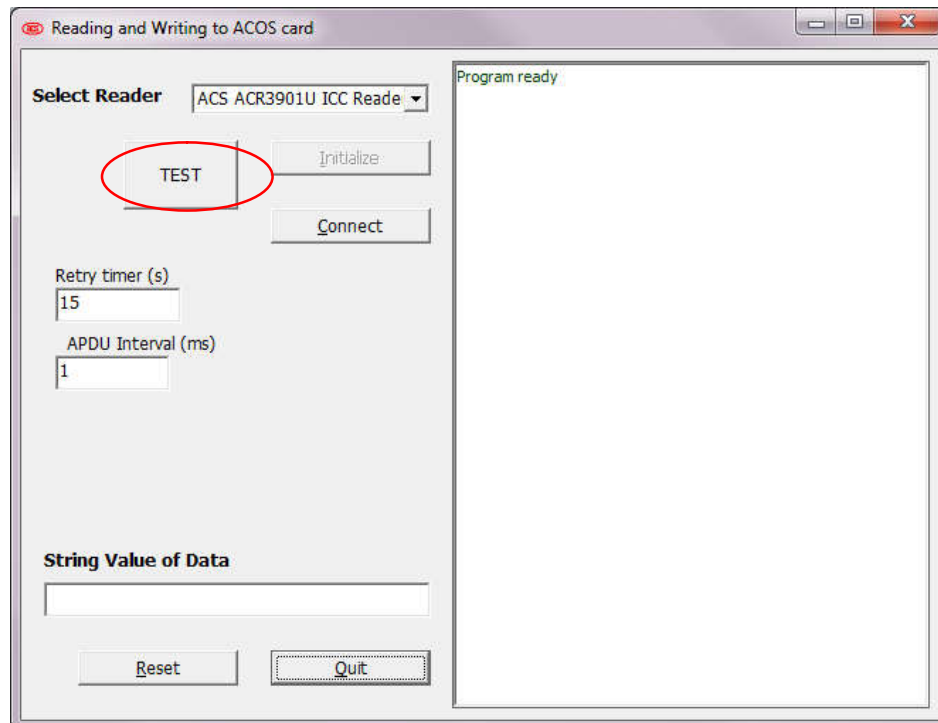 Reading and Writing to ACOS card
Program ready
Select Reader
ACS ACR3901U ICC Reade
Initialize
TEST
Connect
Retry timer (s)
15
APDU Interval (ms)
1
String Value of Data
Reset
Quit